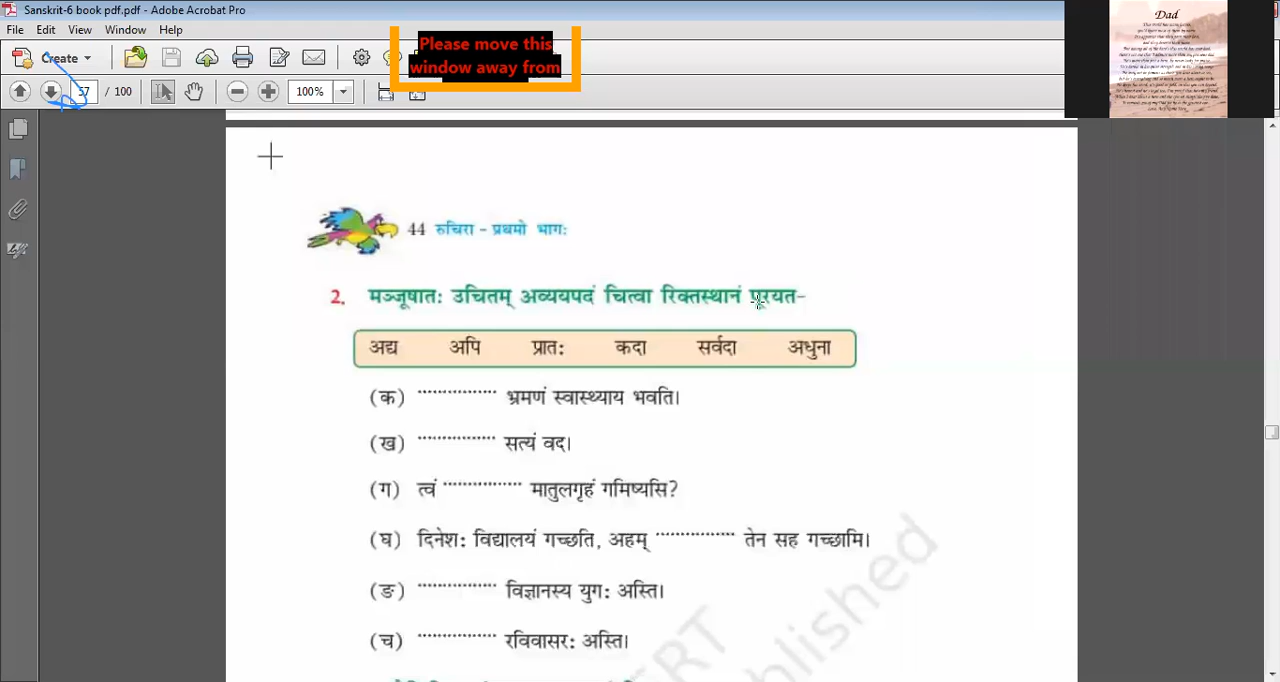 Sanskrit-6 book pdf.pdf - Adobe Acrobat Pro
File Edit View Window Help
Please move this
window away from
Create
57 / 100 100%
Dad
44 रुचिरा - प्रथमो भागः
2. मञ्जूषातः उचितम् अव्ययपदं चित्वा रिक्तस्थानं पूरयत-
अद्य अपि प्रातः कदा सर्वदा अधुना
(क) ................ भ्रमणं स्वास्थ्याय भवति।
(ख) ................ सत्यं वद।
(ग) त्वं ................ मातुलगृहं गमिष्यसि?
(घ) दिनेशः विद्यालयं गच्छति, अहम् ................ तेन सह गच्छामि।
(ङ) ................ विज्ञानस्य युगः अस्ति।
(च) ................ रविवासरः अस्ति।